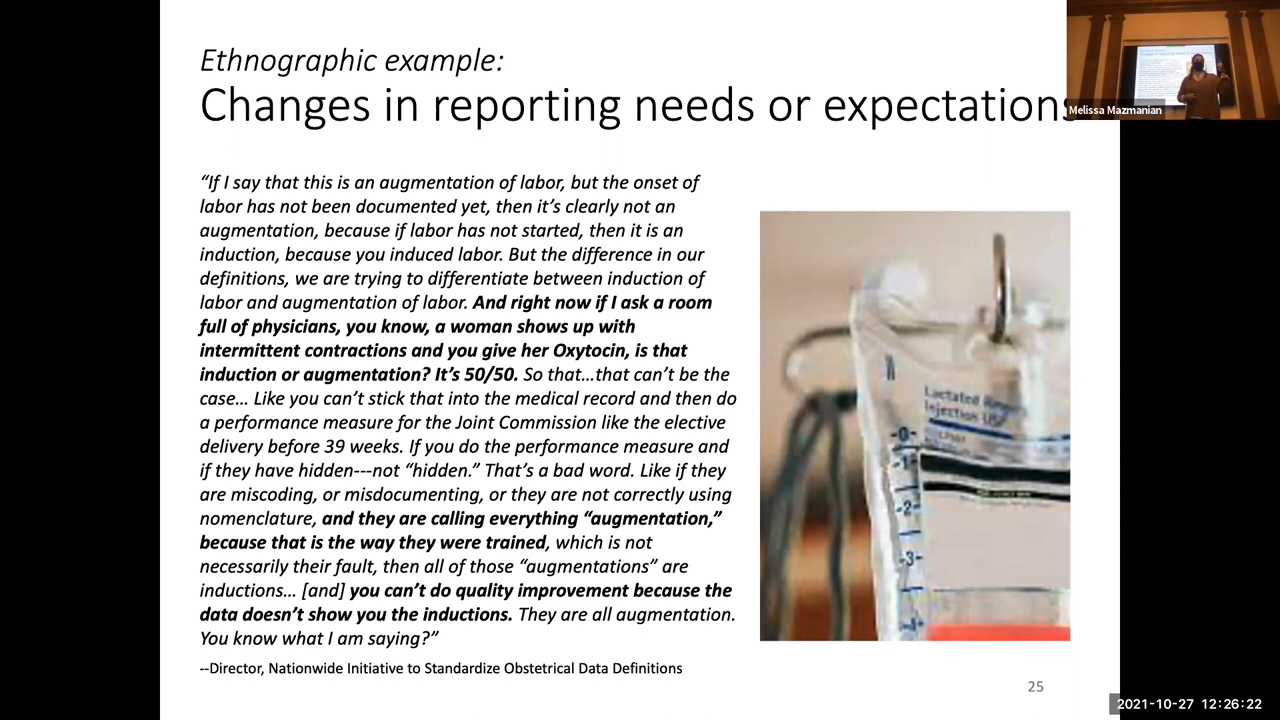 Ethnographic example:
Changes in reporting needs or expectations
Melissa Mazmanian
“If I say that this is an augmentation of labor, but the onset of
labor has not been documented yet, then it’s clearly not an
augmentation, because if labor has not started, then it is an
induction, because you induced labor. But the difference in our
definitions, we are trying to differentiate between induction of
labor and augmentation of labor. And right now if I ask a room
full of physicians, you know, a woman shows up with
intermittent contractions and you give her Oxytocin, is that
induction or augmentation? It’s 50/50. So that…that can’t be the
case… Like you can’t stick that into the medical record and then do
a performance measure for the Joint Commission like the elective
delivery before 39 weeks. If you do the performance measure and
if they have hidden---not “hidden.” That’s a bad word. Like if they
are miscoding, or misdocumenting, or they are not correctly using
nomenclature, and they are calling everything “augmentation,”
because that is the way they were trained, which is not
necessarily their fault, then all of those “augmentations” are
inductions… [and] you can’t do quality improvement because the
data doesn’t show you the inductions. They are all augmentation.
You know what I am saying?”
--Director, Nationwide Initiative to Standardize Obstetrical Data Definitions
Lactated
Injection
-0-
-1-
-2-
-3-
25
2021-10-27 12:26:22